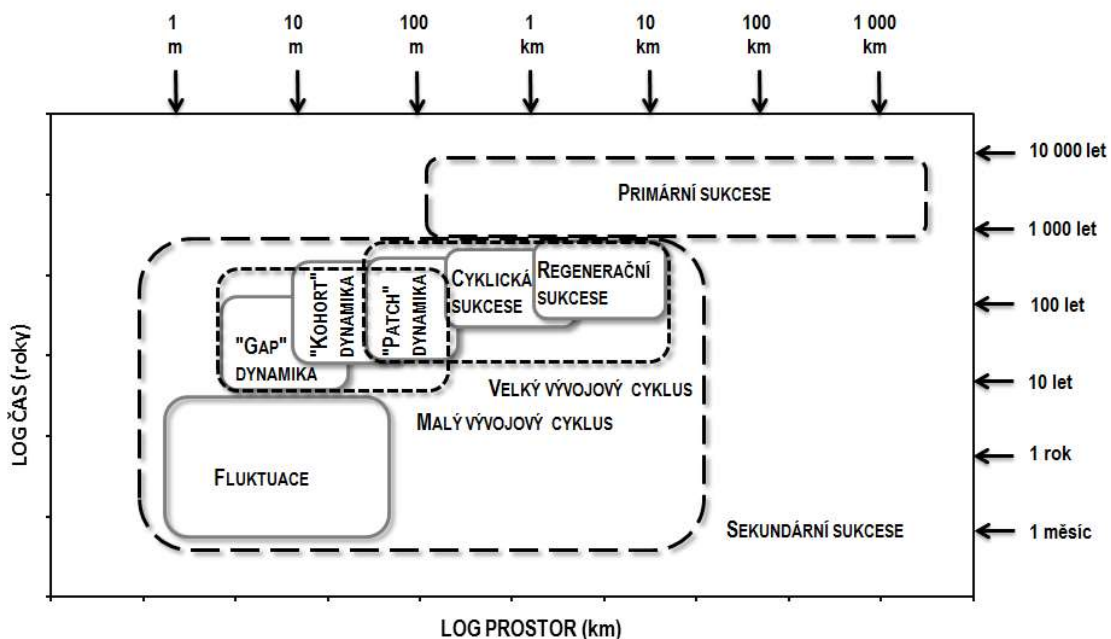 1 10 100 1 10 100 1 000
m m m km km km km
10 000 let
PRIMÁRNÍ SUKCESE
1 000 let
REGENERAČNÍ
SUKCESE
CYKLICKÁ
SUKCESE
"KOHORT"
DYNAMIKA
"PATCH"
DYNAMIKA
100 let
"GAP"
DYNAMIKA
10 let
VELKÝ VÝVOJOVÝ CYKLUS
MALÝ VÝVOJOVÝ CYKLUS
LOG ČAS (roky)
1 rok
FLUKTUACE
SEKUNDÁRNÍ SUKCESE
1 měsíc
LOG PROSTOR (km)